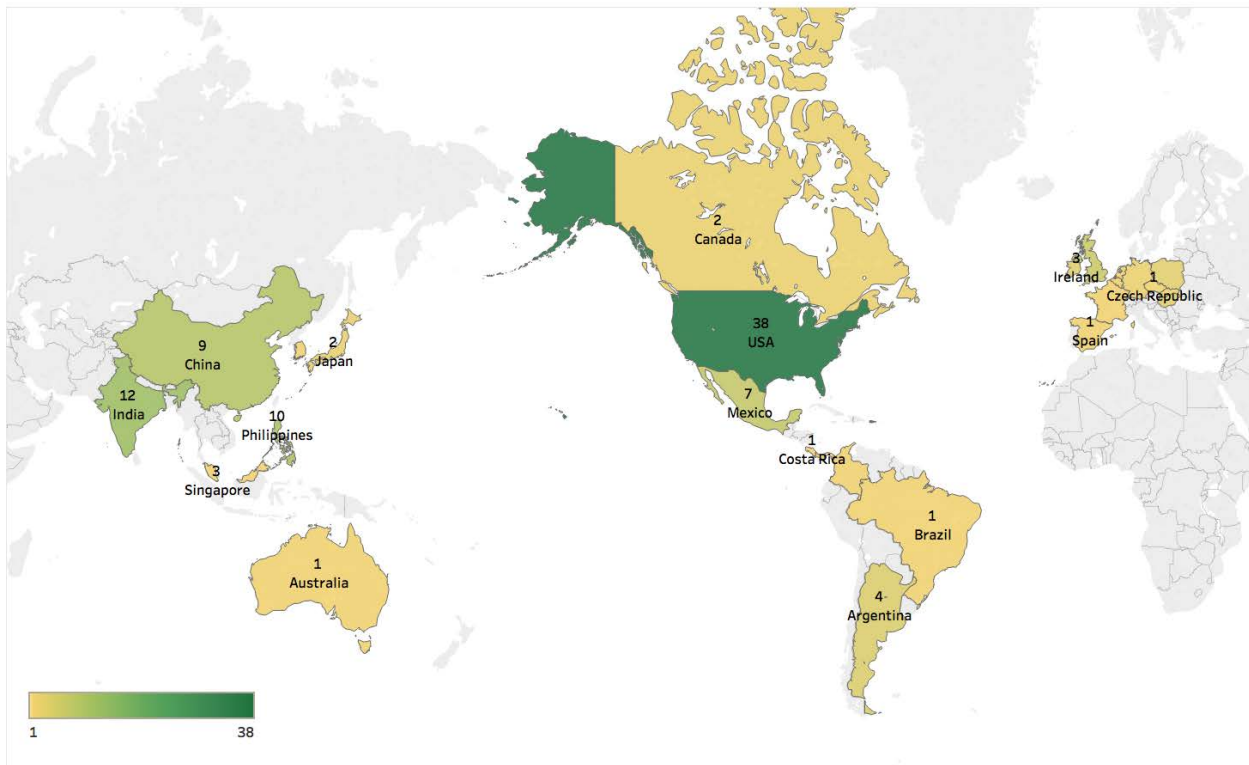 2
Canada
3
Ireland
1
Czech Republic
1
Spain
38
USA
9
China
2
Japan
12
India
7
Mexico
10
Philippines
1
Costa Rica
3
Singapore
1
Brazil
1
Australia
4
Argentina
1 38